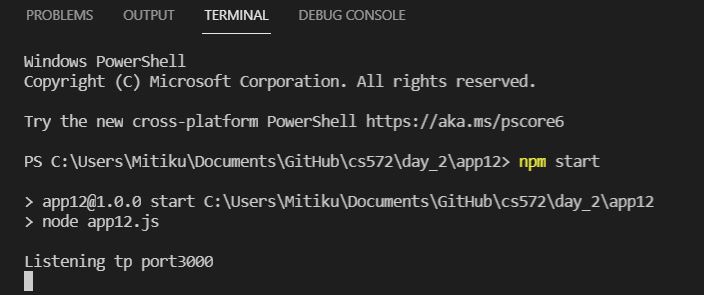 PROBLEMS OUTPUT TERMINAL DEBUG CONSOLE
Windows PowerShell
Copyright (C) Microsoft Corporation. All rights reserved.
Try the new cross-platform PowerShell https://aka.ms/pscore6
PS C:\Users\Mitiku\Documents\GitHub\cs572\day_2\app12> npm start
> app12@1.0.0 start C:\Users\Mitiku\Documents\GitHub\cs572\day_2\app12
> node app12.js
Listening tp port3000